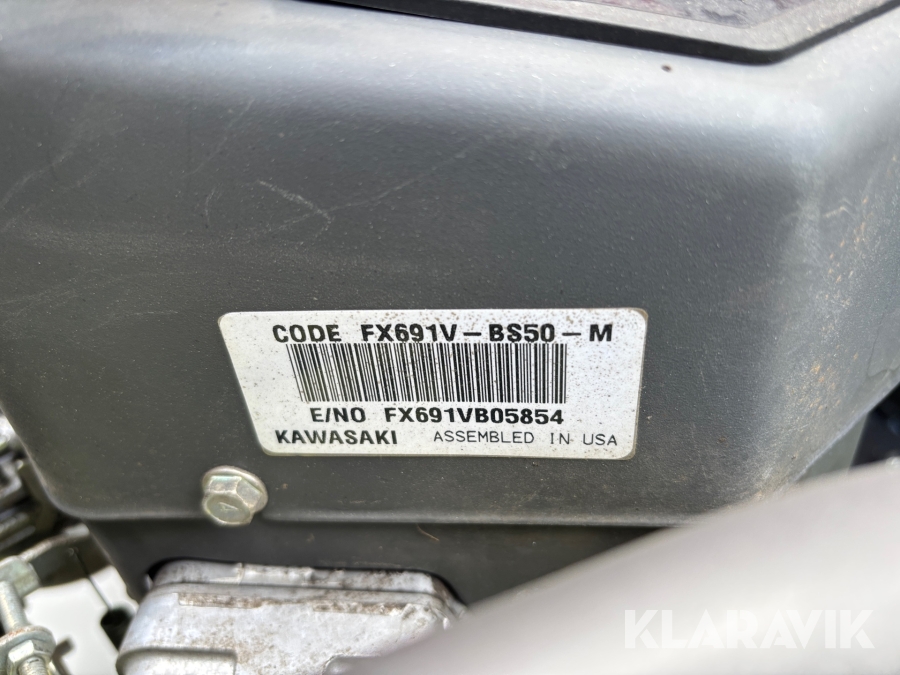 CODE FX691V-BS50-M
E/NO FX691VB05854
KAWASAKI ASSEMBLED IN USA
KLARAVIK